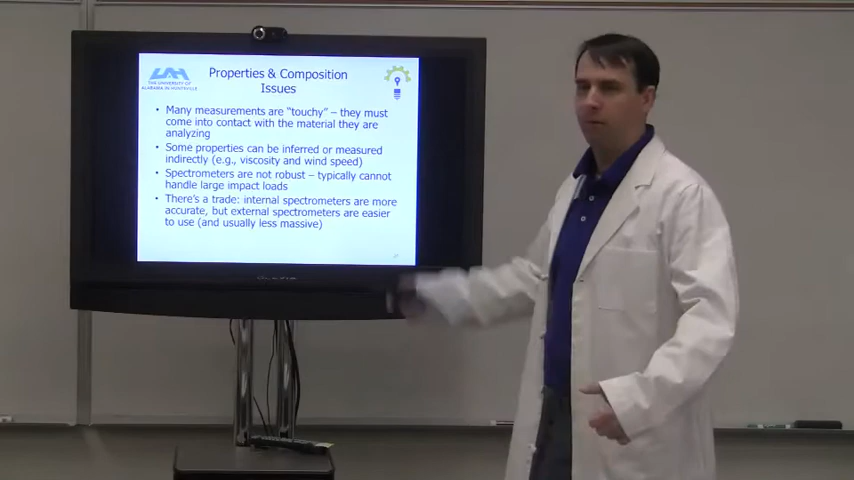 Properties & Composition
Issues
UAH
THE UNIVERSITY OF
ALABAMA IN HUNTSVILLE
• Many measurements are “touchy” – they must
come into contact with the material they are
analyzing
• Some properties can be inferred or measured
indirectly (e.g., viscosity and wind speed)
• Spectrometers are not robust – typically cannot
handle large impact loads
• There’s a trade: internal spectrometers are more
accurate, but external spectrometers are easier
to use (and usually less massive)